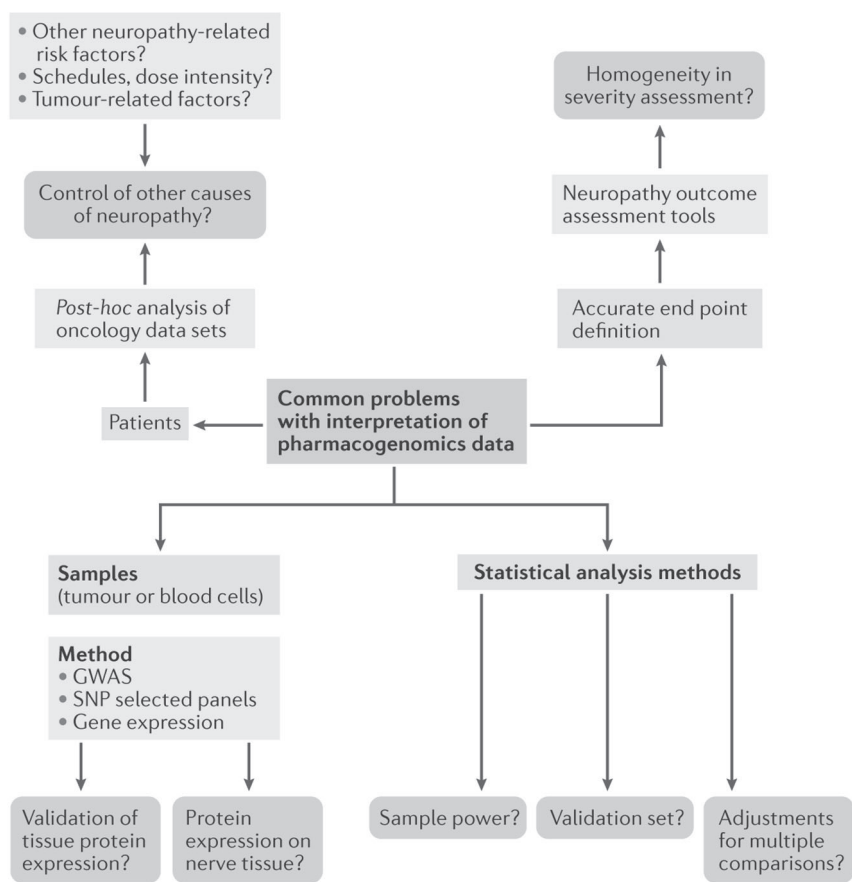 • Other neuropathy-related
risk factors?
• Schedules, dose intensity?
• Tumour-related factors?
Homogeneity in
severity assessment?
Control of other causes
of neuropathy?
Neuropathy outcome
assessment tools
Post-hoc analysis of
oncology data sets
Accurate end point
definition
Patients
Common problems
with interpretation of
pharmacogenomics data
Samples
(tumour or blood cells)
Statistical analysis methods
Method
• GWAS
• SNP selected panels
• Gene expression
Validation of
tissue protein
expression?
Protein
expression on
nerve tissue?
Sample power?
Validation set?
Adjustments
for multiple
comparisons?